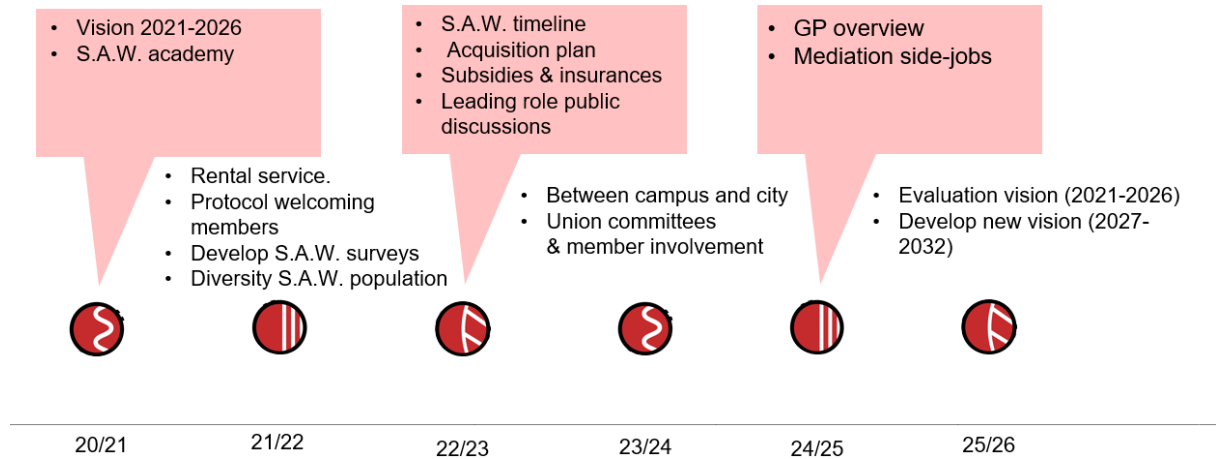 • Vision 2021-2026
• S.A.W. academy
• Rental service.
• Protocol welcoming
members
• Develop S.A.W. surveys
• Diversity S.A.W. population
• S.A.W. timeline
• Acquisition plan
• Subsidies & insurances
• Leading role public
discussions
• Between campus and city
• Union committees
& member involvement
• GP overview
• Mediation side-jobs
• Evaluation vision (2021-2026)
• Develop new vision (2027-
2032)
20/21
21/22
22/23
23/24
24/25
25/26